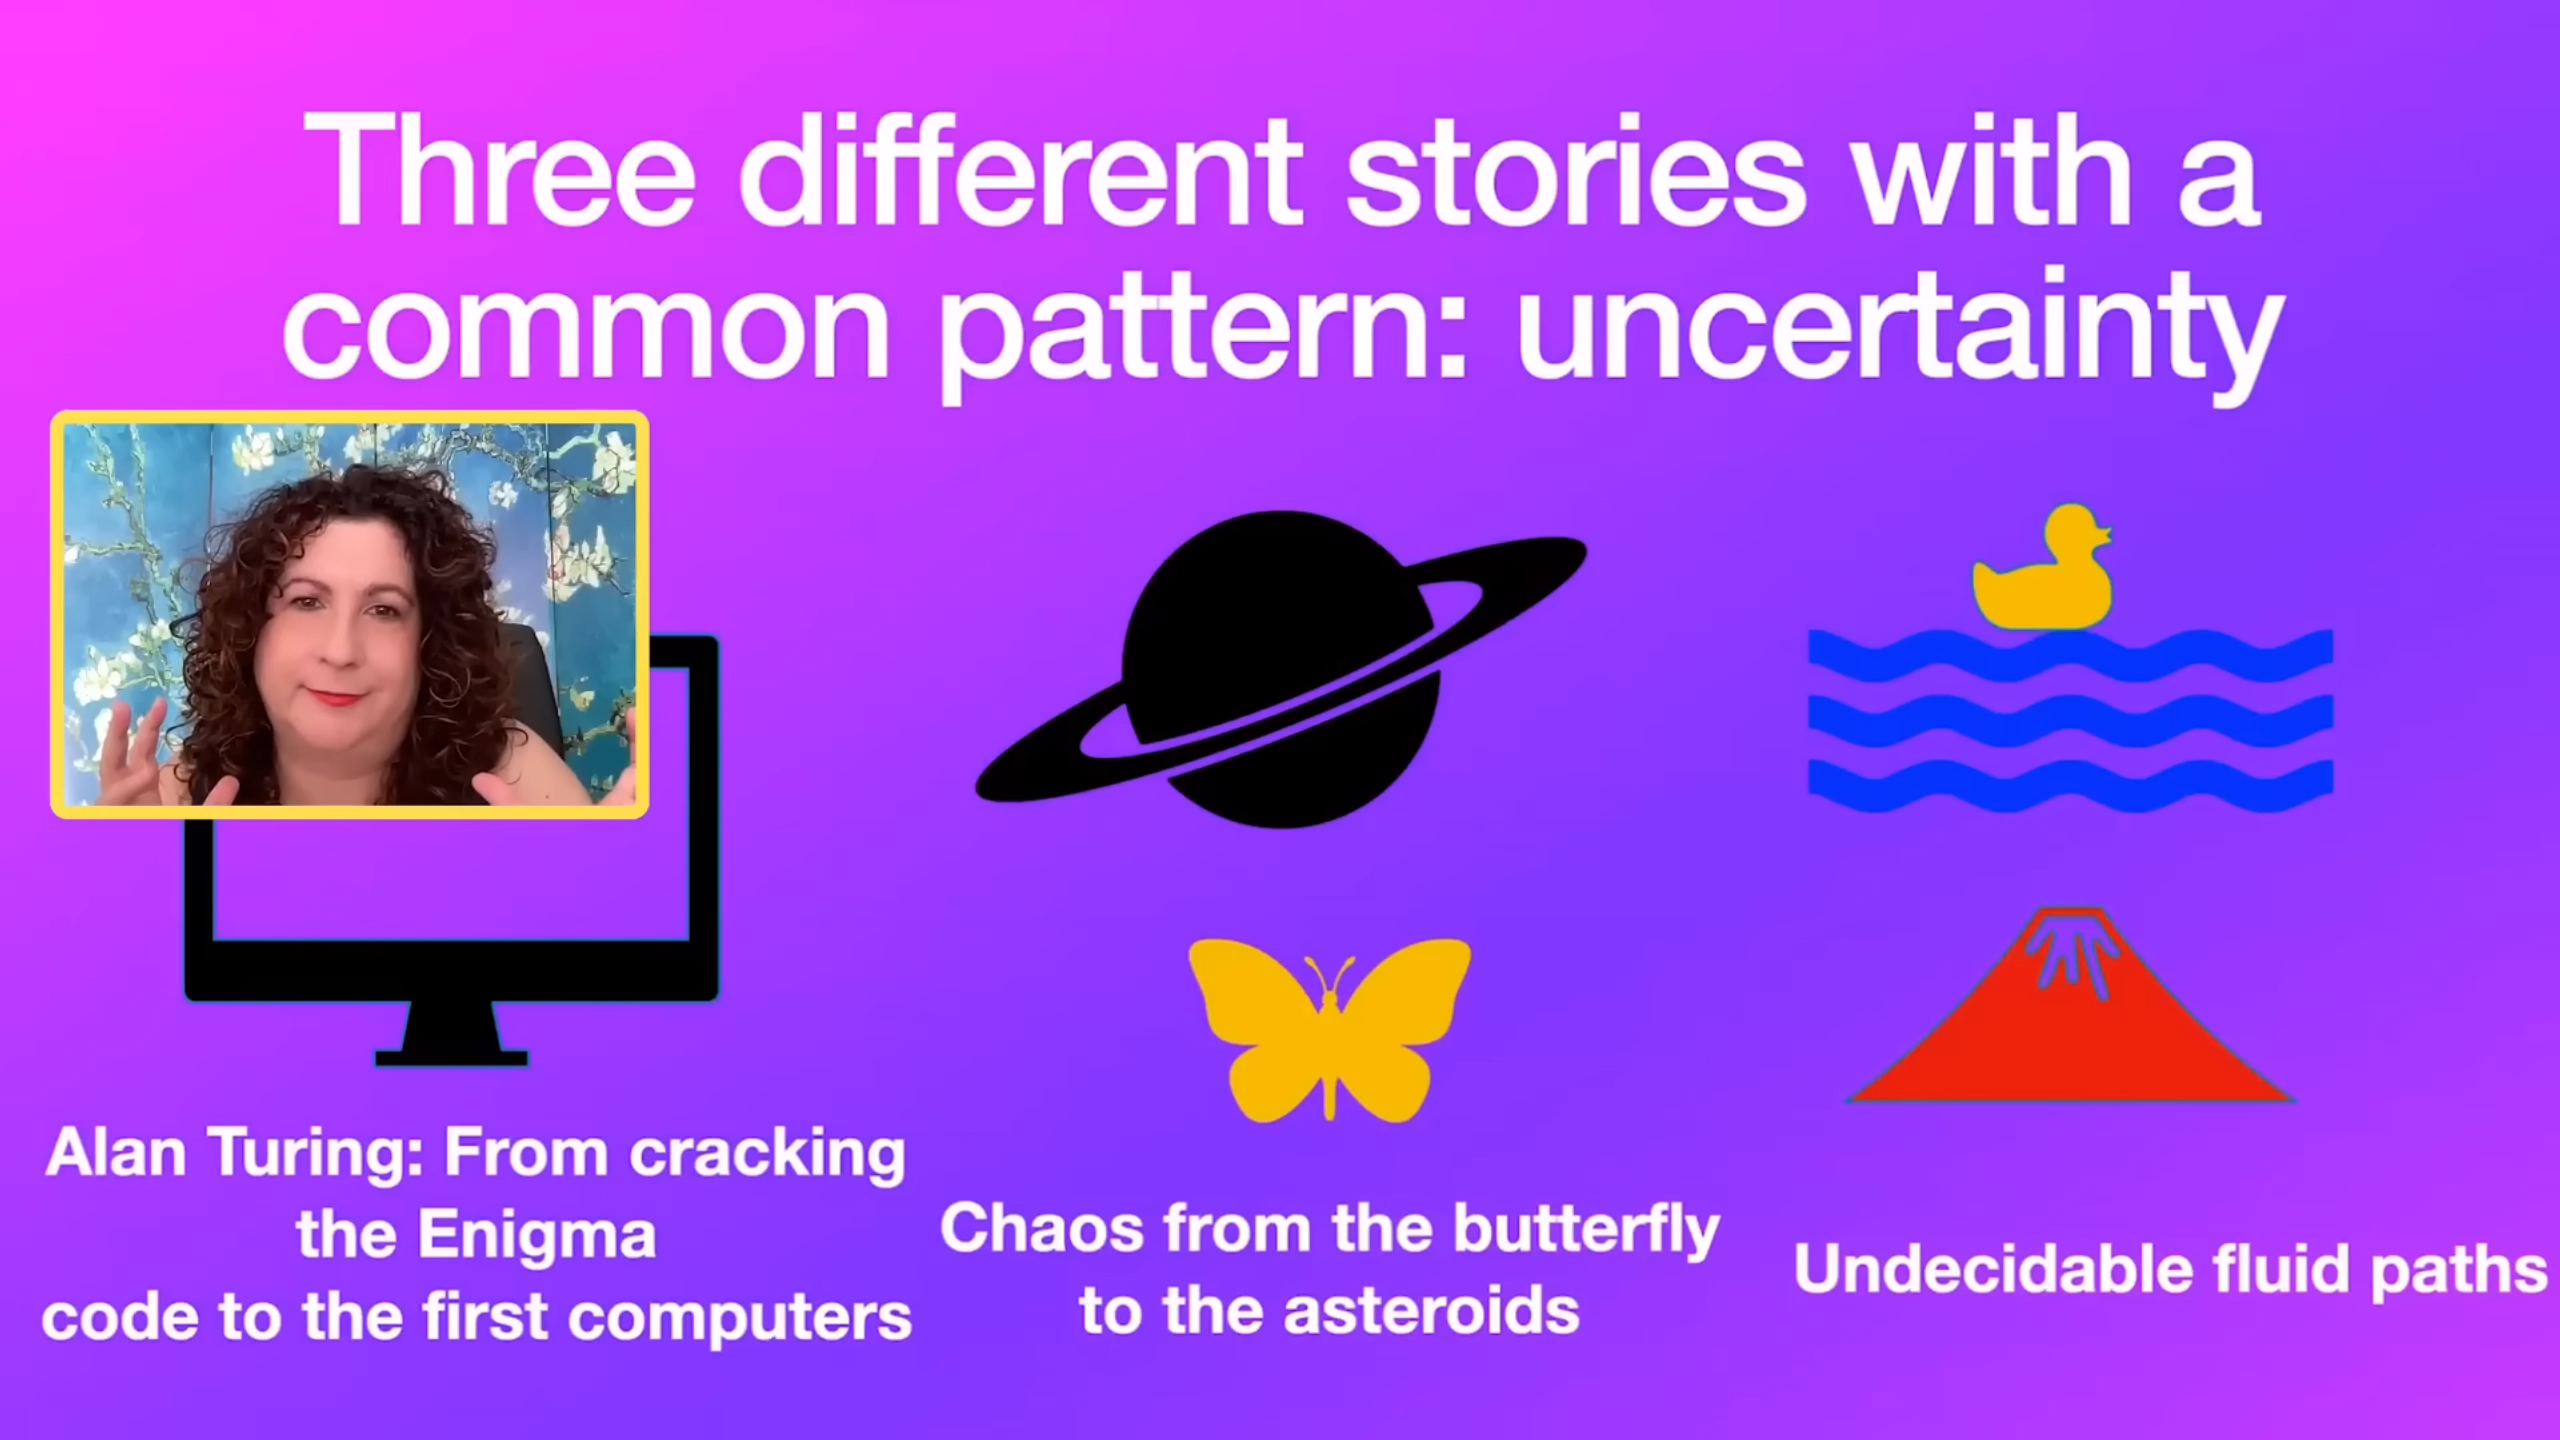 Three different stories with a
common pattern: uncertainty
Alan Turing: From cracking
the Enigma
code to the first computers
Chaos from the butterfly
to the asteroids
Undecidable fluid paths